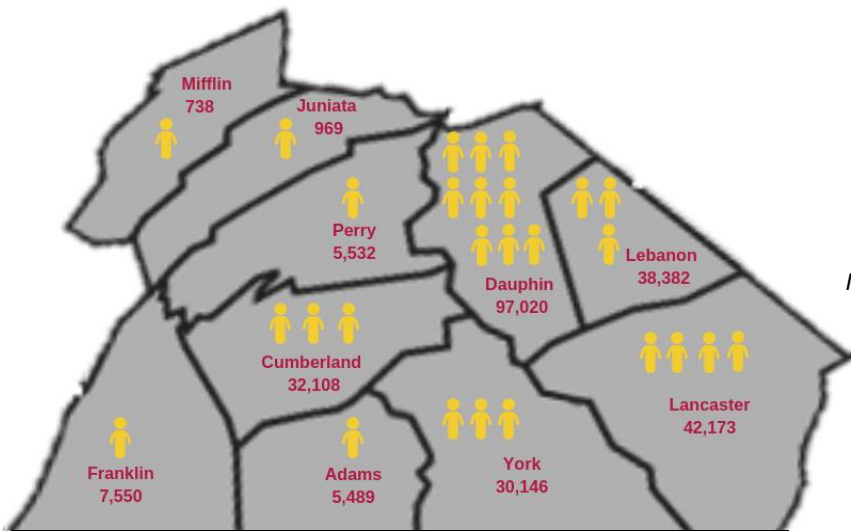 Mifflin
738
Juniata
969
Perry
5,532
Dauphin
97,020
Lebanon
38,382
Cumberland
32,108
Lancaster
42,173
Franklin
7,550
Adams
5,489
York
30,146